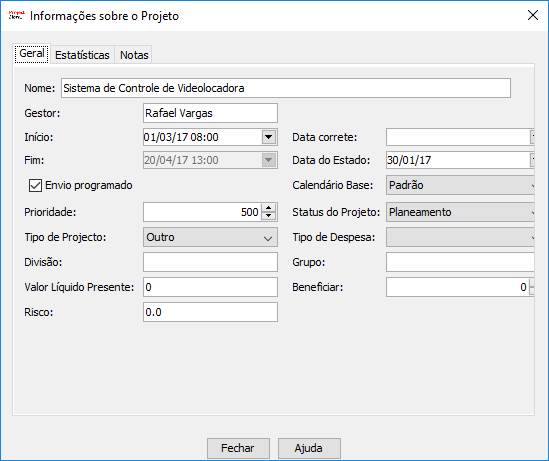 Informações sobre o Projeto
Geral Estatísticas Notas
Nome: Sistema de Controle de Videolocadora
Gestor: Rafael Vargas
Início: 01/03/17 08:00 Data correte:
Fim: 20/04/17 13:00 Data do Estado: 30/01/17
Envio programado Calendário Base: Padrão
Prioridade: 500 Status do Projeto: Planeamento
Tipo de Projecto: Outro Tipo de Despesa:
Divisão: Grupo:
Valor Líquido Presente: 0 Beneficiar: 0
Risco: 0.0
Fechar Ajuda